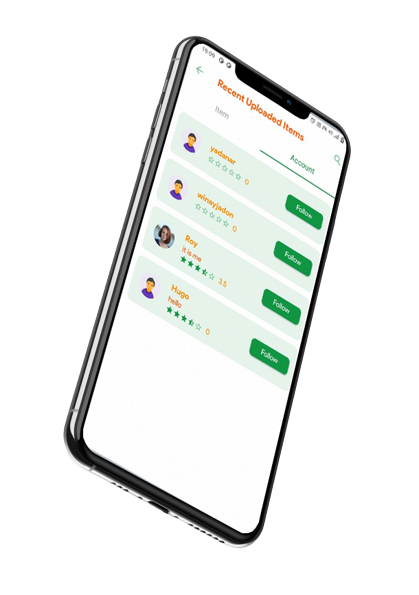 19:09
Recent Uploaded Items
Item
Account
yadanar
0
Follow
winayjadon
0
Follow
Roy
it is me
3.5
Follow
Hugo
hello
0
Follow